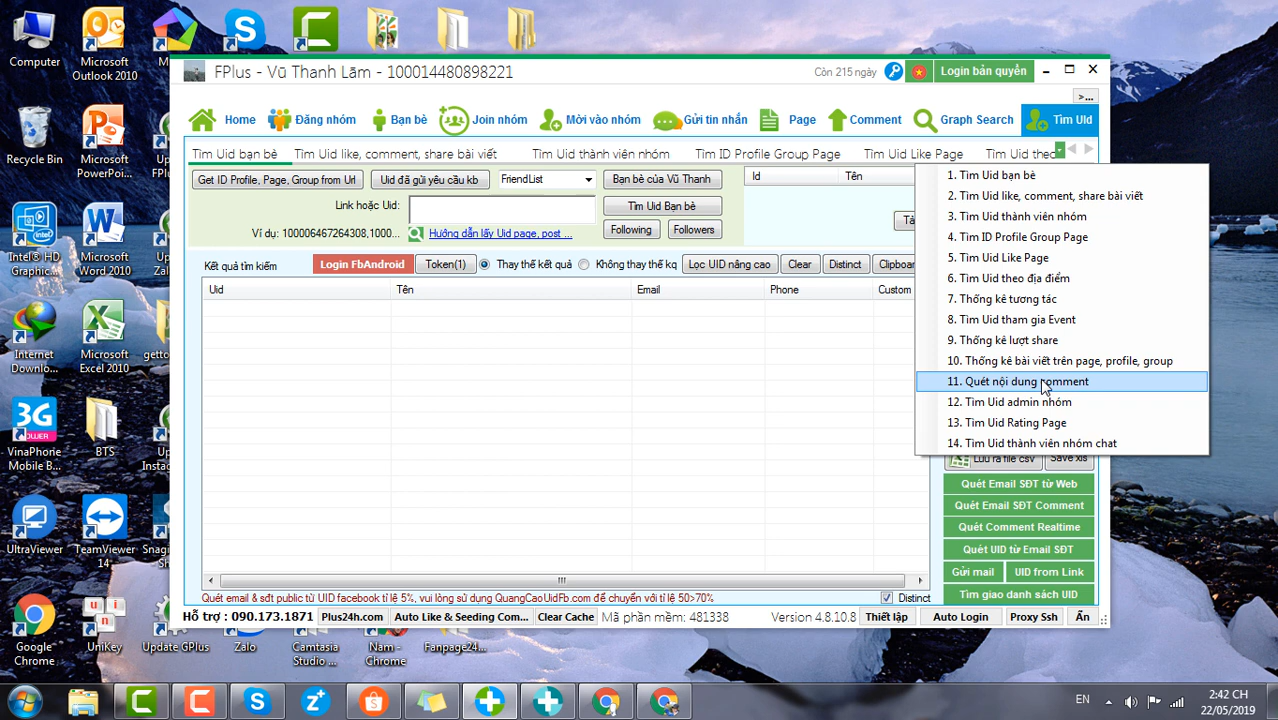 Computer
Microsoft
Outlook 2010
Recycle Bin
Microsoft
PowerPoi...
Intel® HD
Graphic...
Microsoft
Word 2010
Internet
Downlo...
Microsoft
Excel 2010
getto
VinaPhone
Mobile B...
BTS
UltraViewer
TeamViewer
14
Google
Chrome
UniKey
Update GPlus
Zalo
Camtasia
Studio ...
Nam -
Chrome
Fanpage24...
FPlus - Vũ Thanh Lãm - 100014480898221
Còn 215 ngày
Login bản quyền
>...
Home
Đăng nhóm
Bạn bè
Join nhóm
Mời vào nhóm
Gửi tin nhắn
Page
Comment
Graph Search
Tìm UId
Tìm Uid bạn bè
Tìm Uid like, comment, share bài viết
Tìm Uid thành viên nhóm
Tìm ID Profile Group Page
Tìm Uid Like Page
Tìm Uid theo
Get ID Profile, Page, Group from Url
Uid đã gửi yêu cầu kb
FriendList
Bạn bè của Vũ Thanh
Id
Tên
Link hoặc Uid:
Tìm Uid Bạn bè
Ví dụ: 100006467264308,1000...
Hướng dẫn lấy Uid page, post ...
Following
Followers
Kết quả tìm kiếm
Login FbAndroid
Token(1)
Thay thế kết quả
Không thay thế kq
Lọc UID nâng cao
Clear
Distinct
Clipboar
Uid
Tên
Email
Phone
Custom
1. Tìm Uid bạn bè
2. Tìm Uid like, comment, share bài viết
3. Tìm Uid thành viên nhóm
4. Tìm ID Profile Group Page
5. Tìm Uid Like Page
6. Tìm Uid theo địa điểm
7. Thống kê tương tác
8. Tìm Uid tham gia Event
9. Thống kê lượt share
10. Thống kê bài viết trên page, profile, group
11. Quét nội dung comment
12. Tìm Uid admin nhóm
13. Tìm Uid Rating Page
14. Tìm Uid thành viên nhóm chat
Lưu ra file csv
Save xls
Quét Email SĐT từ Web
Quét Email SĐT Comment
Quét Comment Realtime
Quét UID từ Email SĐT
Gửi mail
UID from Link
Tìm giao danh sách UID
Quét email & sđt public từ UID facebook tỉ lệ 5%, vui lòng sử dụng QuangCaoUidFb.com để chuyển với tỉ lệ 50>70%
Distinct
Hỗ trợ : 090.173.1871
Plus24h.com
Auto Like & Seeding Com...
Clear Cache
Mã phần mềm: 481338
Version 4.8.10.8
Thiết lập
Auto Login
Proxy Ssh
Ẩn
EN
2:42 CH
22/05/2019